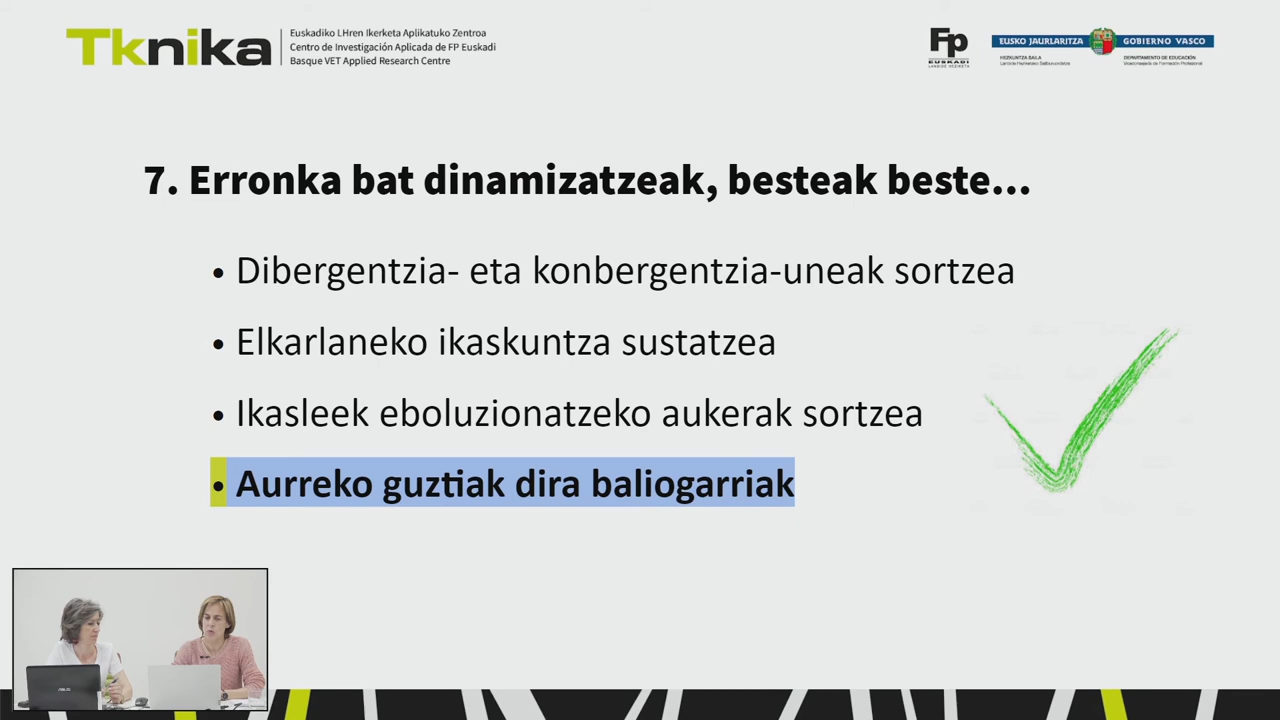 Tknika
Euskadiko LHren Ikerketa Aplikatuko Zentroa
Centro de Investigación Aplicada de FP Euskadi
Basque VET Applied Research Centre
Fp
EUSKADI
LANBIDE HEZIKETA
EUSKO JAURLARITZA GOBIERNO VASCO
HEZKUNTZA SAILA
Lanbide Heziketako Sailburuordetza
DEPARTAMENTO DE EDUCACIÓN
Viceconsejería de Formación Profesional
7. Erronka bat dinamizatzeak, besteak beste...
• Dibergentzia- eta konbergentzia-uneak sortzea
• Elkarlaneko ikaskuntza sustatzea
• Ikasleek eboluzionatzeko aukerak sortzea
• Aurreko guztiak dira baliogarriak
ASUS